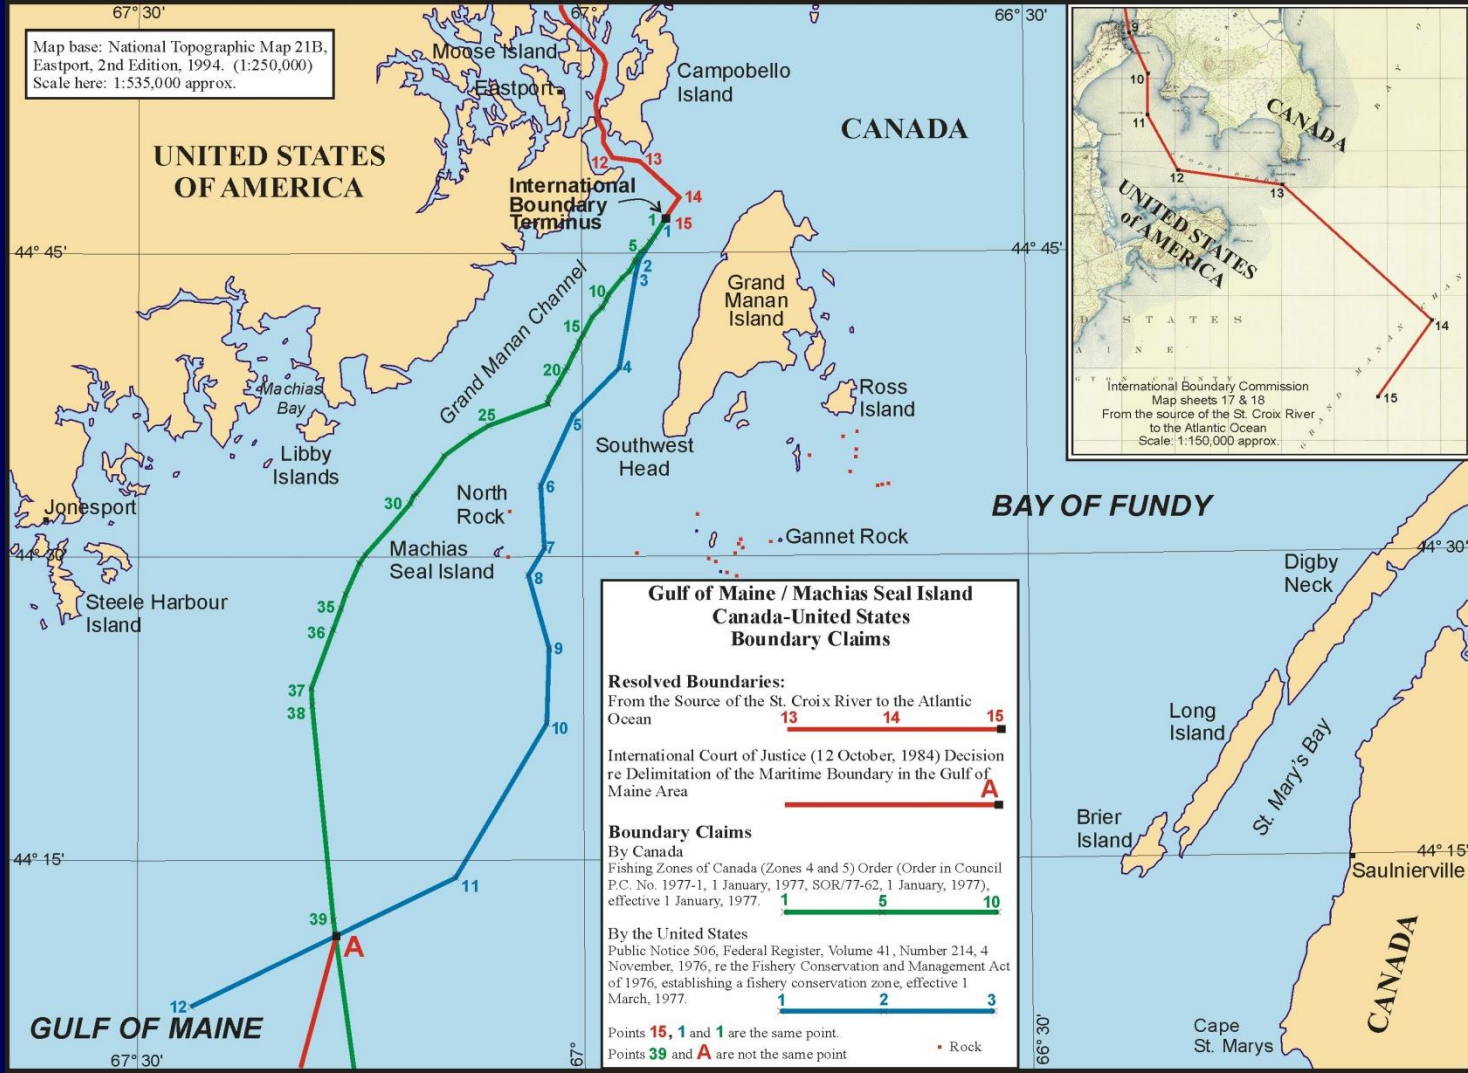 67° 30'
67°
66° 30'
Map base: National Topographic Map 21B,
Eastport, 2nd Edition, 1994. (1:250,000)
Scale here: 1:535,000 approx.
Moose Island
Eastport
Campobello
Island
CANADA
UNITED STATES
OF AMERICA
12
13
14
15
International
Boundary
Terminus
1
1
44° 45'
44° 45'
5
2
3
10
15
20
25
30
35
36
37
38
39
4
5
6
7
8
9
10
11
12
A
Grand Manan Channel
Grand
Manan
Island
Ross
Island
Southwest
Head
Machias
Bay
Libby
Islands
Jonesport
North
Rock
Machias
Seal Island
Gannet Rock
44° 30'
44° 30'
Steele Harbour
Island
BAY OF FUNDY
Digby
Neck
Long
Island
St. Mary's Bay
Brier
Island
44° 15'
44° 15'
Saulnierville
CANADA
Cape
St. Marys
GULF OF MAINE
67° 30'
67°
66° 30'
9
10
11
12
13
14
15
CANADA
UNITED STATES
of AMERICA
D STATES
AINE
GTON COUNTY
GRAND MANAN CHAN
BAY O
International Boundary Commission
Map sheets 17 & 18
From the source of the St. Croix River
to the Atlantic Ocean
Scale: 1:150,000 approx.
Gulf of Maine / Machias Seal Island
Canada-United States
Boundary Claims
Resolved Boundaries:
From the Source of the St. Croix River to the Atlantic
Ocean
13 14 15
International Court of Justice (12 October, 1984) Decision
re Delimitation of the Maritime Boundary in the Gulf of
Maine Area
A
Boundary Claims
By Canada
Fishing Zones of Canada (Zones 4 and 5) Order (Order in Council
P.C. No. 1977-1, 1 January, 1977, SOR/77-62, 1 January, 1977),
effective 1 January, 1977.
1 5 10
By the United States
Public Notice 506, Federal Register, Volume 41, Number 214, 4
November, 1976, re the Fishery Conservation and Management Act
of 1976, establishing a fishery conservation zone, effective 1
March, 1977.
1 2 3
Points 15, 1 and 1 are the same point.
Points 39 and A are not the same point
Rock